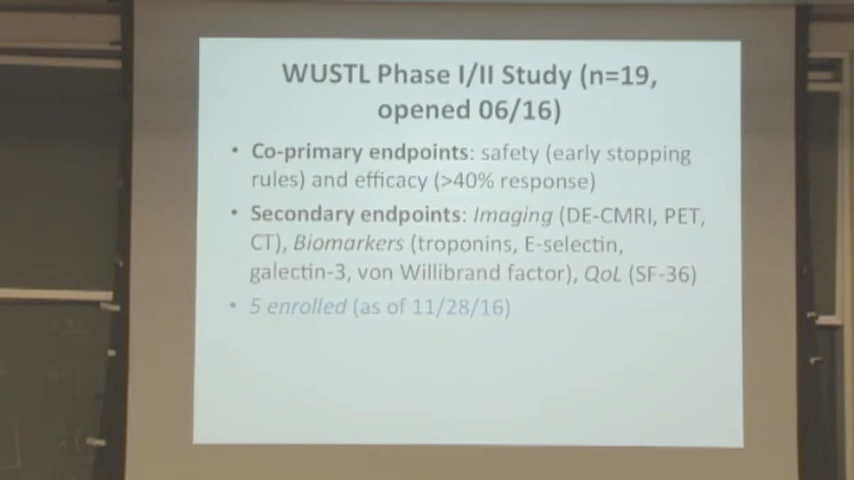 WUSTL Phase I/II Study (n=19,
opened 06/16)
• Co-primary endpoints: safety (early stopping
rules) and efficacy (>40% response)
• Secondary endpoints: Imaging (DE-CMRI, PET,
CT), Biomarkers (troponins, E-selectin,
galectin-3, von Willibrand factor), QoL (SF-36)
• 5 enrolled (as of 11/28/16)